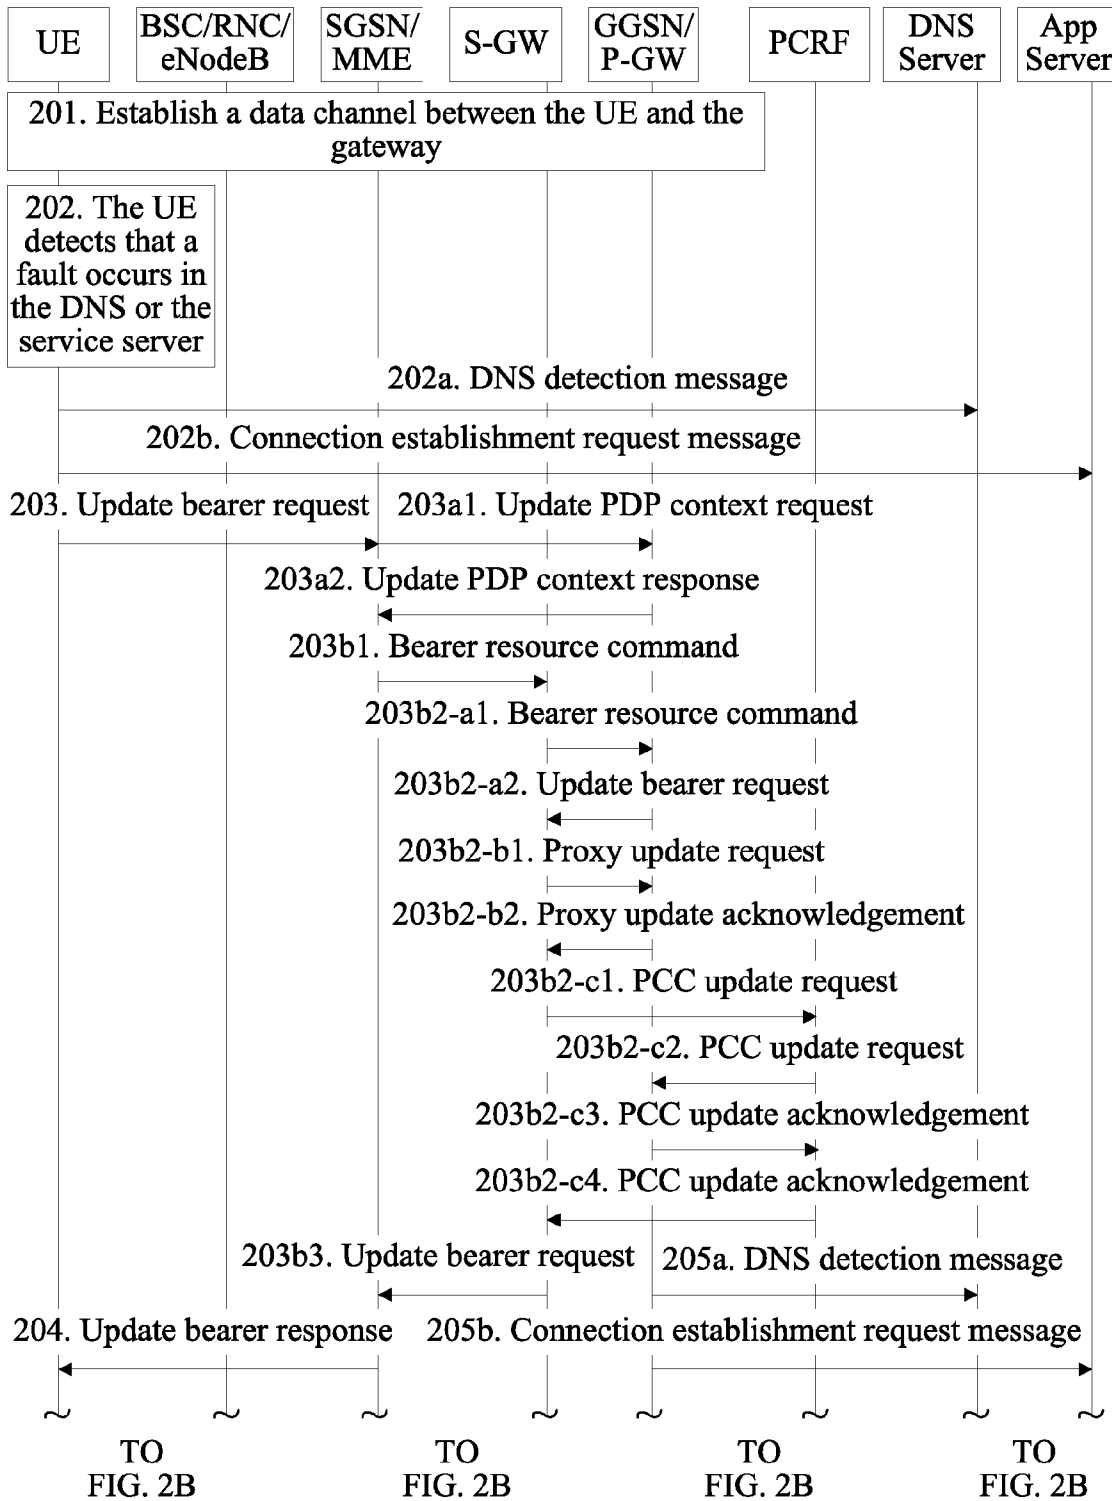 UE
BSC/RNC/
eNodeB
SGSN/
MME
S-GW
GGSN/
P-GW
PCRF
DNS
Server
App
Server
201. Establish a data channel between the UE and the
gateway
202. The UE
detects that a
fault occurs in
the DNS or the
service server
202a. DNS detection message
202b. Connection establishment request message
203. Update bearer request
203a1. Update PDP context request
203a2. Update PDP context response
203b1. Bearer resource command
203b2-a1. Bearer resource command
203b2-a2. Update bearer request
203b2-b1. Proxy update request
203b2-b2. Proxy update acknowledgement
203b2-c1. PCC update request
203b2-c2. PCC update request
203b2-c3. PCC update acknowledgement
203b2-c4. PCC update acknowledgement
203b3. Update bearer request
205a. DNS detection message
204. Update bearer response
205b. Connection establishment request message
TO
FIG. 2B
TO
FIG. 2B
TO
FIG. 2B
TO
FIG. 2B